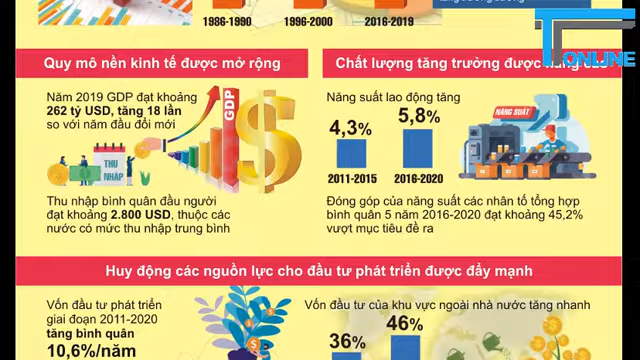 1986-1990
1996-2000
2016-2019
TF
ONLINE
Quy mô nền kinh tế được mở rộng
Năm 2019 GDP đạt khoảng
262 tỷ USD, tăng 18 lần
so với năm đầu đổi mới
GDP
THU
NHẬP
Thu nhập bình quân đầu người
đạt khoảng 2.800 USD, thuộc các
nước có mức thu nhập trung bình
Chất lượng tăng trưởng được
Năng suất lao động tăng
4,3%
5,8%
2011-2015
2016-2020
NĂNG SUẤT
Đóng góp của năng suất các nhân tố tổng hợp
bình quân 5 năm 2016-2020 đạt khoảng 45,2%
vượt mục tiêu đề ra
Huy động các nguồn lực cho đầu tư phát triển được đẩy mạnh
Vốn đầu tư phát triển
giai đoạn 2011-2020
tăng bình quân
10,6%/năm
Vốn đầu tư của khu vực ngoài nhà nước tăng nhanh
36%
46%